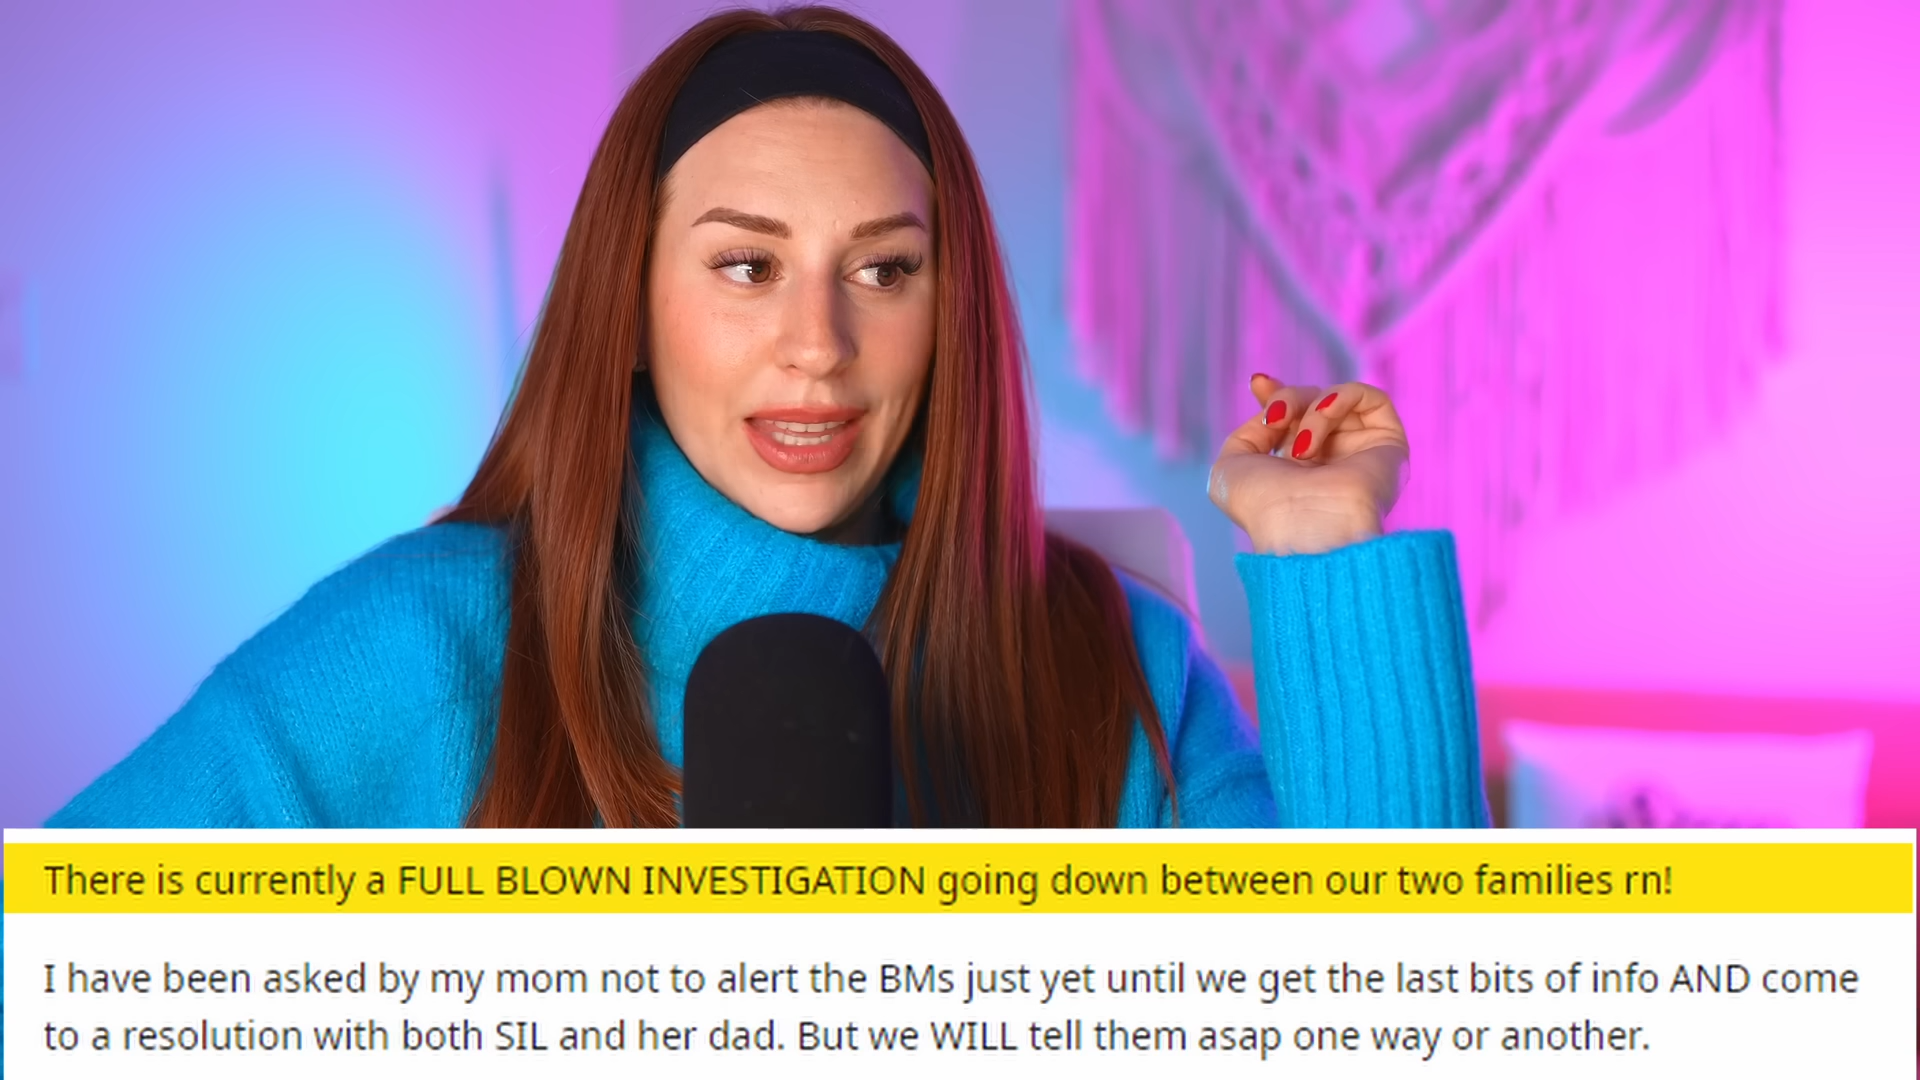 There is currently a FULL BLOWN INVESTIGATION going down between our two families rn!
I have been asked by my mom not to alert the BMs just yet until we get the last bits of info AND come
to a resolution with both SIL and her dad. But we WILL tell them asap one way or another.